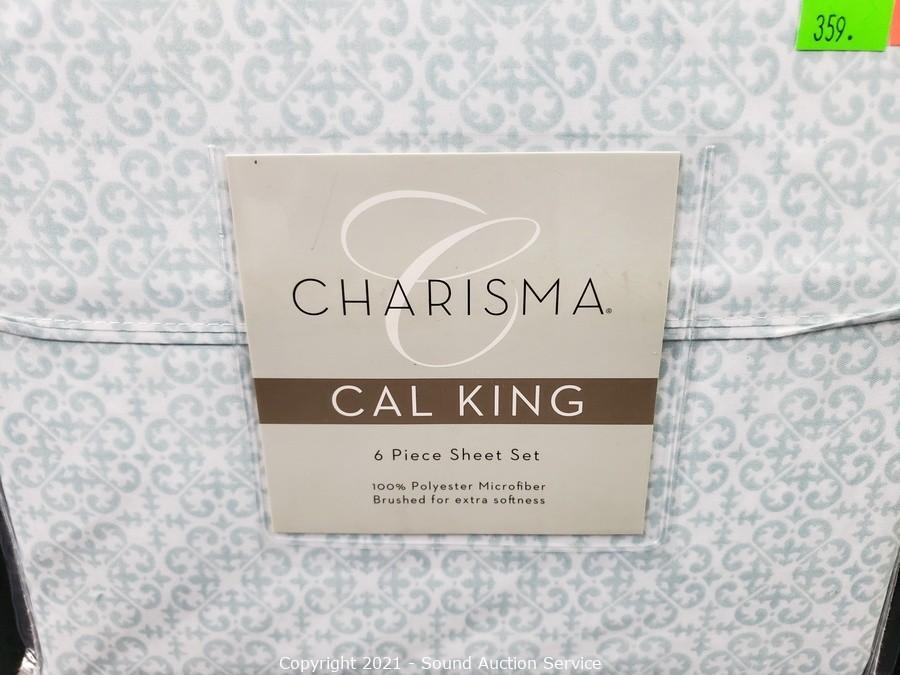 359.
CHARISMA®
CAL KING
6 Piece Sheet Set
100% Polyester Microfiber
Brushed for extra softness
Copyright 2021 - Sound Auction Service